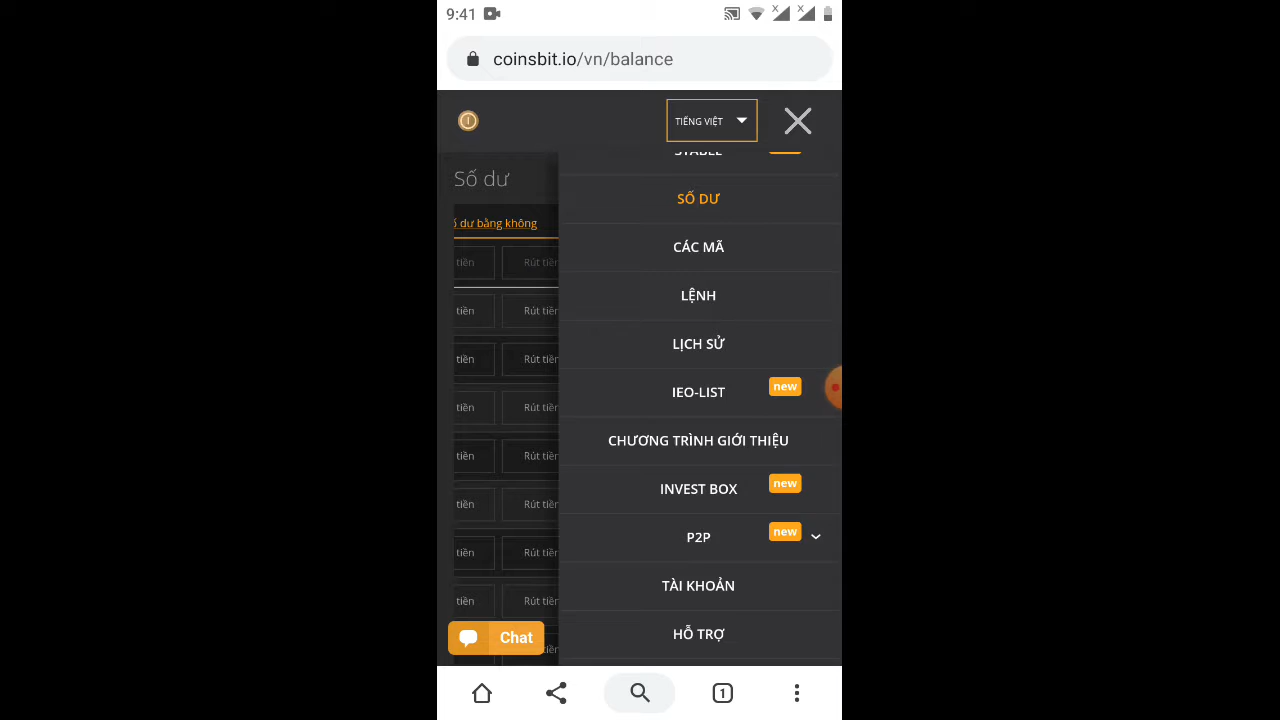 9:41
coinsbit.io/vn/balance
TIẾNG VIỆT
STABLE
Số dư
SỐ DƯ
số dư bằng không
CÁC MÃ
tiền Rút tiền
LỆNH
tiền Rút tiền
LỊCH SỬ
tiền Rút tiền
IEO-LIST new
tiền Rút tiền
CHƯƠNG TRÌNH GIỚI THIỆU
tiền Rút tiền
INVEST BOX new
tiền Rút tiền
P2P new
tiền Rút tiền
TÀI KHOẢN
tiền Rút tiền
HỖ TRỢ
Chat
1